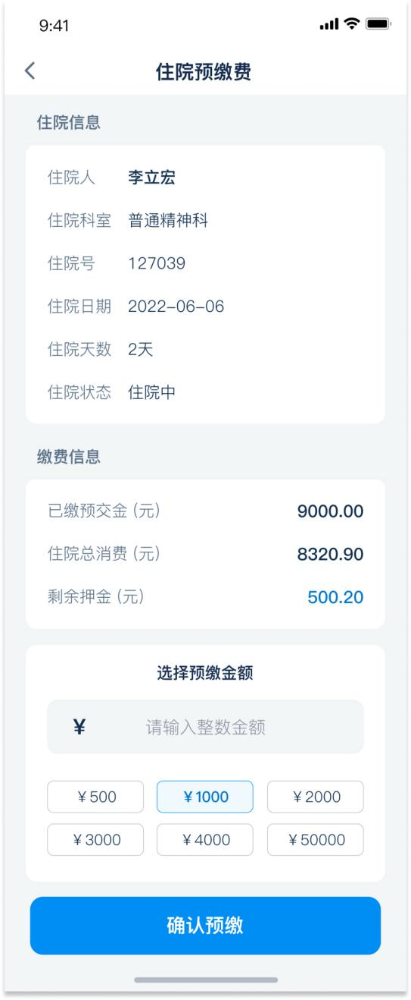 9:41
住院预缴费
住院信息
住院人 李立宏
住院科室 普通精神科
住院号 127039
住院日期 2022-06-06
住院天数 2天
住院状态 住院中
缴费信息
已缴预交金(元) 9000.00
住院总消费(元) 8320.90
剩余押金(元) 500.20
选择预缴金额
¥ 请输入整数金额
¥500 ¥1000 ¥2000
¥3000 ¥4000 ¥50000
确认预缴